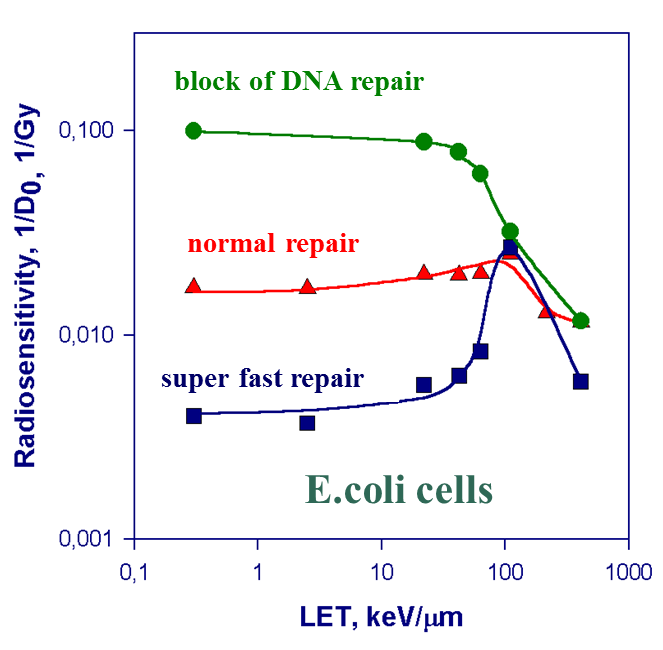 block of DNA repair
0,100
normal repair
0,010
super fast repair
E.coli cells
0,001
0,1 1 10 100 1000
LET, keV/μm
Radiosensitivity, 1/D0, 1/Gy